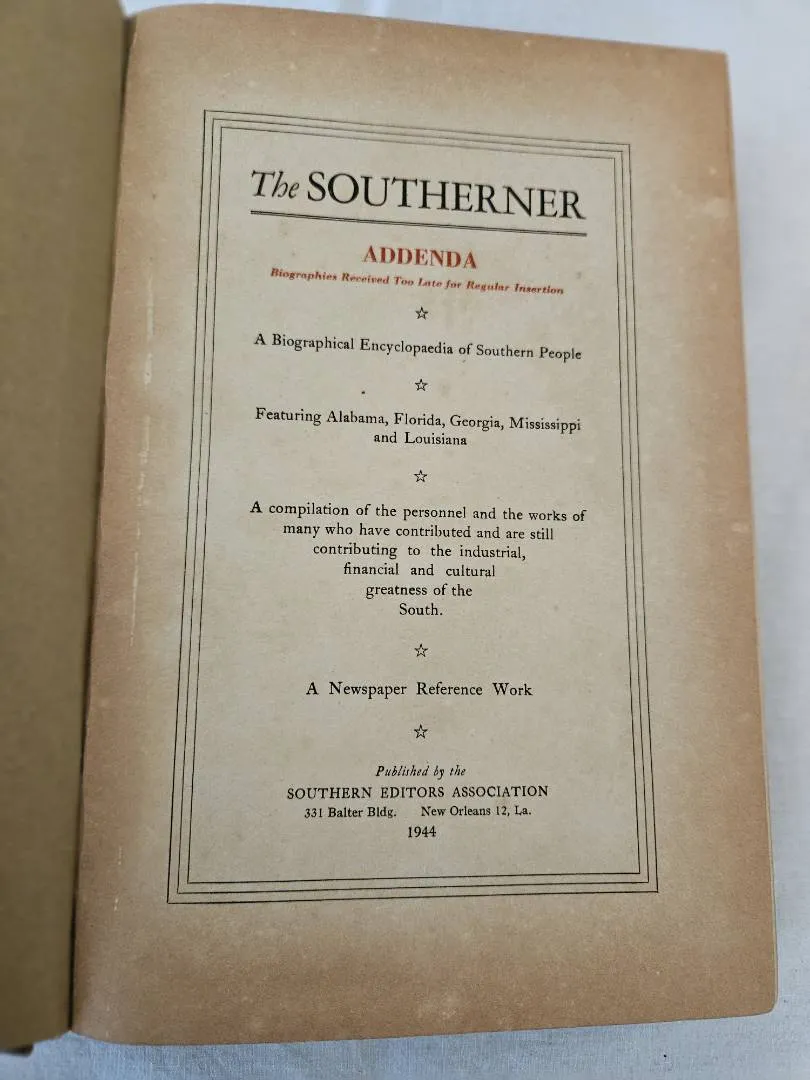 The SOUTHERNER
ADDENDA
Biographies Received Too Late for Regular Insertion
A Biographical Encyclopaedia of Southern People
Featuring Alabama, Florida, Georgia, Mississippi
and Louisiana
A compilation of the personnel and the works of
many who have contributed and are still
contributing to the industrial,
financial and cultural
greatness of the
South.
A Newspaper Reference Work
Published by the
SOUTHERN EDITORS ASSOCIATION
331 Balter Bldg. New Orleans 12, La.
1944